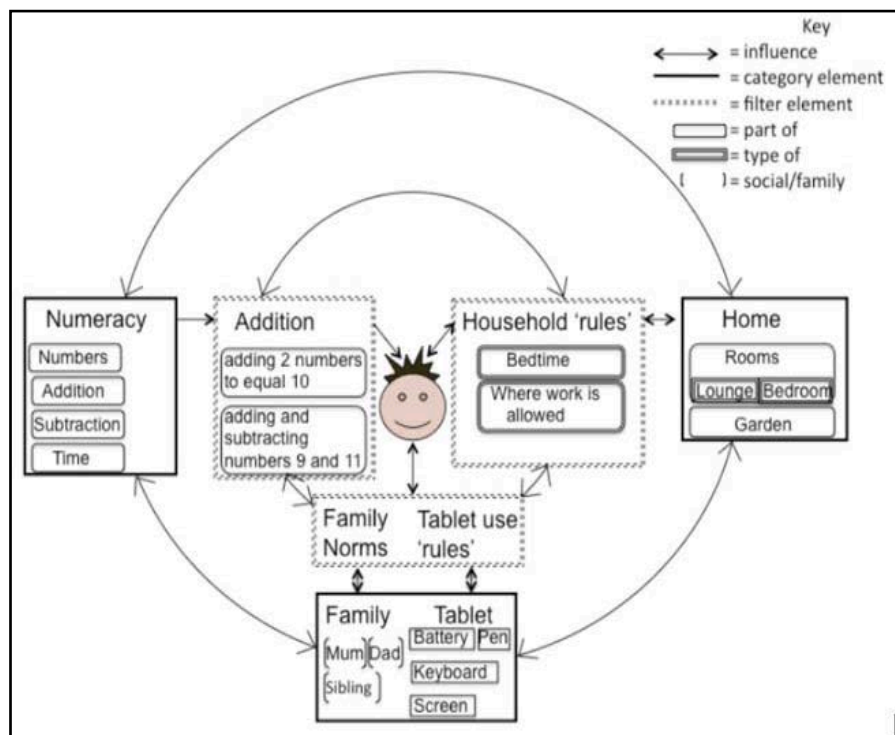 Key
= influence
= category element
= filter element
= part of
= type of
[ ] = social/family
Numeracy
Numbers
Addition
Subtraction
Time
Addition
adding 2 numbers
to equal 10
adding and
subtracting
numbers 9 and 11
Household ‘rules’
Bedtime
Where work is
allowed
Home
Rooms
Lounge
Bedroom
Garden
Family
Norms
Tablet use
‘rules’
Family
[Mum]
[Dad]
[Sibling]
Tablet
Battery
Pen
Keyboard
Screen